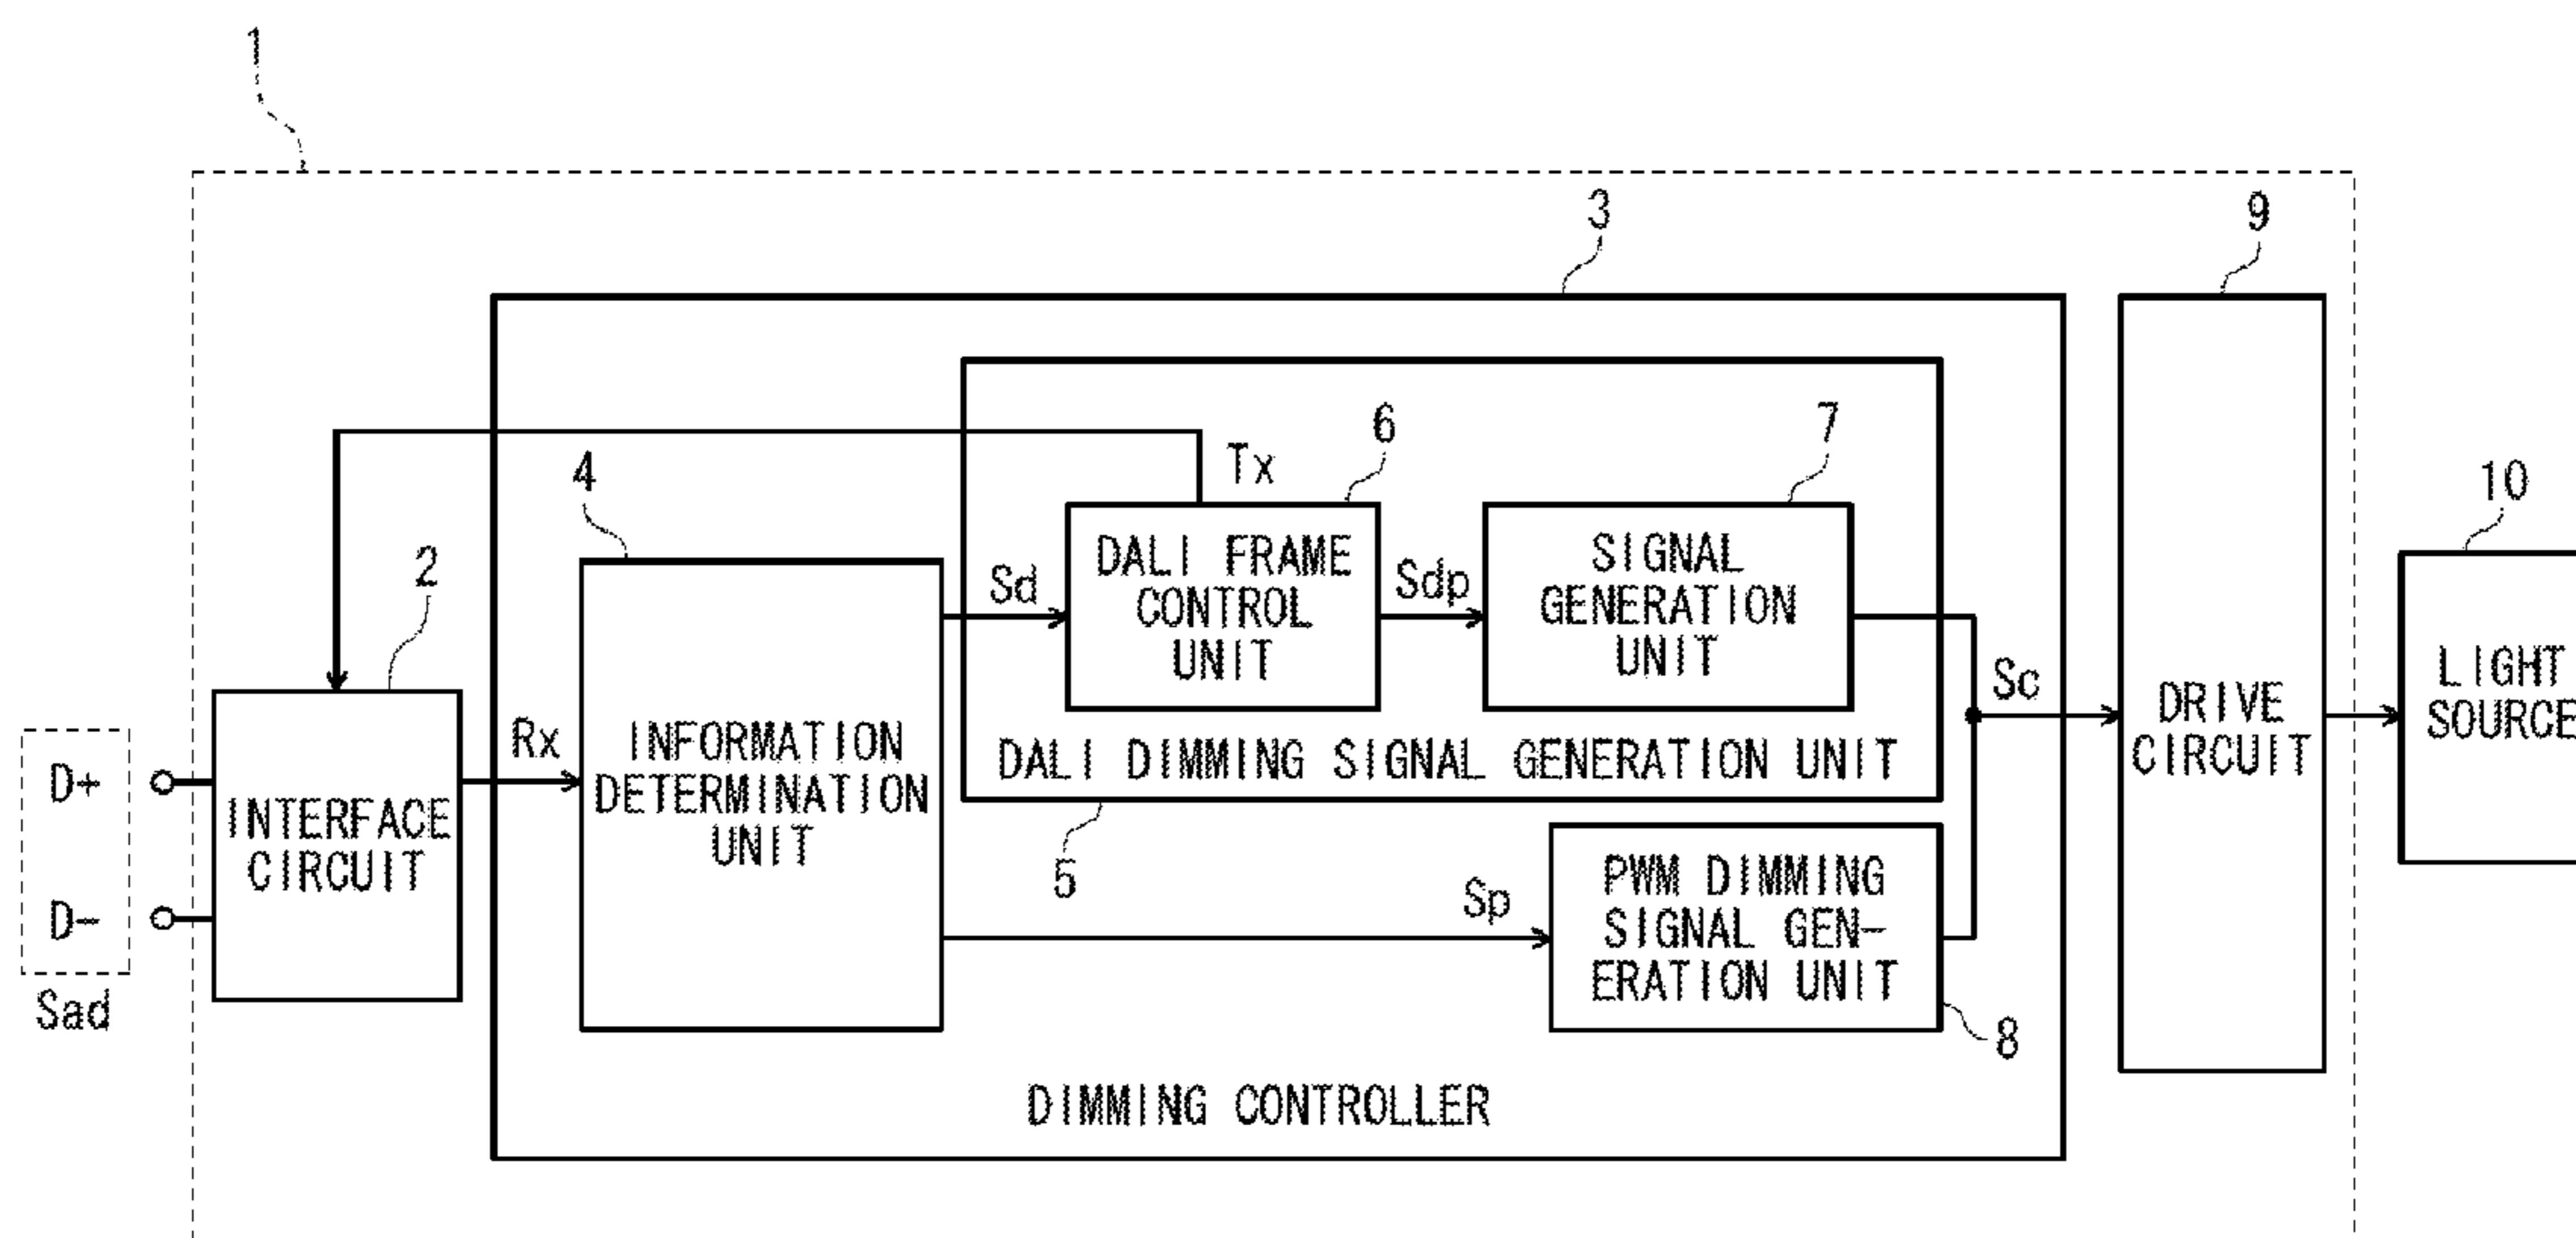 1
3
9
6
7
Tx
4
10
2
DALI FRAME
CONTROL
UNIT
SIGNAL
GENERATION
UNIT
Sd
Sdp
Sc
LIGHT
SOURCE
DRIVE
CIRCUIT
Rx
INFORMATION
DETERMINATION
UNIT
DALI DIMMING SIGNAL GENERATION UNIT
D+
D-
Sad
INTERFACE
CIRCUIT
5
Sp
PWM DIMMING
SIGNAL GEN-
ERATION UNIT
8
DIMMING CONTROLLER